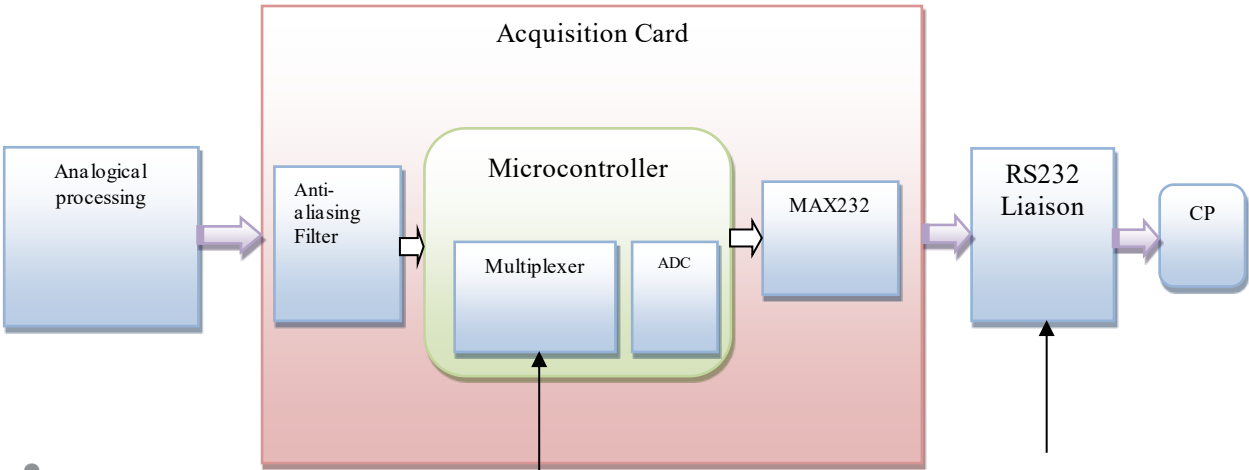 Acquisition Card
Analogical
processing
Anti-
aliasing
Filter
Microcontroller
Multiplexer
ADC
MAX232
RS232
Liaison
CP